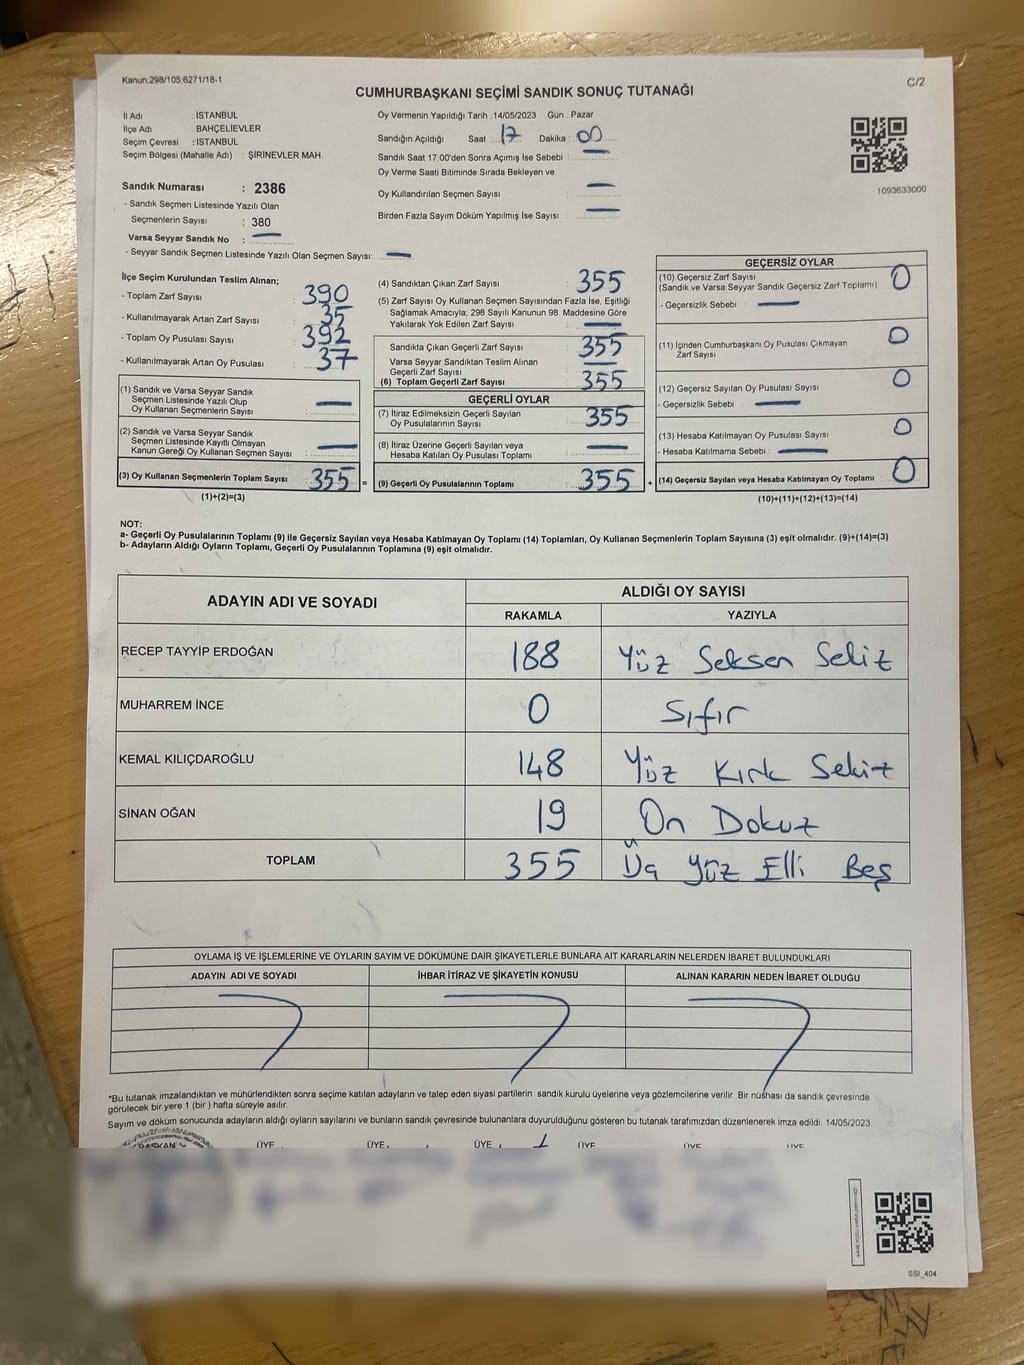 Kanun:298/105,6271/18-1
C/2
CUMHURBAŞKANI SEÇİMİ SANDIK SONUÇ TUTANAĞI
İl Adı : İSTANBUL
İlçe Adı : BAHÇELİEVLER
Seçim Çevresi : İSTANBUL
Seçim Bölgesi (Mahalle Adı) : ŞİRİNEVLER MAH.
Oy Vermenin Yapıldığı Tarih : 14/05/2023 Gün : Pazar
Sandığın Açıldığı Saat : 17 Dakika : 00
Sandık Saat 17:00'den Sonra Açımış İse Sebebi :
Oy Verme Saati Bitiminde Sırada Bekleyen ve
Oy Kullandırılan Seçmen Sayısı :
Birden Fazla Sayım Döküm Yapılmış İse Sayısı :
1093633000
Sandık Numarası : 2386
- Sandık Seçmen Listesinde Yazılı Olan
Seçmenlerin Sayısı : 380
Varsa Seyyar Sandık No :
- Seyyar Sandık Seçmen Listesinde Yazılı Olan Seçmen Sayısı:
İlçe Seçim Kurulundan Teslim Alınan;
- Toplam Zarf Sayısı : 390
- Kullanılmayarak Artan Zarf Sayısı : 35
- Toplam Oy Pusulası Sayısı : 392
- Kullanılmayarak Artan Oy Pusulası : 37
(1) Sandık ve Varsa Seyyar Sandık
Seçmen Listesinde Yazılı Olup
Oy Kullanan Seçmenlerin Sayısı :
(2) Sandık ve Varsa Seyyar Sandık
Seçmen Listesinde Kayıtlı Olmayan
Kanun Gereği Oy Kullanan Seçmen Sayısı :
(3) Oy Kullanan Seçmenlerin Toplam Sayısı : 355 =
(1)+(2)=(3)
(4) Sandıktan Çıkan Zarf Sayısı : 355
(5) Zarf Sayısı Oy Kullanan Seçmen Sayısından Fazla İse, Eşitliği
Sağlamak Amacıyla; 298 Sayılı Kanunun 98. Maddesine Göre
Yakılarak Yok Edilen Zarf Sayısı :
Sandıkta Çıkan Geçerli Zarf Sayısı : 355
Varsa Seyyar Sandıktan Teslim Alınan
Geçerli Zarf Sayısı :
(6) Toplam Geçerli Zarf Sayısı : 355
GEÇERLİ OYLAR
(7) İtiraz Edilmeksizin Geçerli Sayılan
Oy Pusulalarının Sayısı : 355
(8) İtiraz Üzerine Geçerli Sayılan veya
Hesaba Katılan Oy Pusulası Toplamı :
(9) Geçerli Oy Pusulalarının Toplamı : 355 +
GEÇERSİZ OYLAR
(10) Geçersiz Zarf Sayısı
(Sandık ve Varsa Seyyar Sandık Geçersiz Zarf Toplamı) : 0
- Geçersizlik Sebebi :
(11) İçinden Cumhurbaşkanı Oy Pusulası Çıkmayan
Zarf Sayısı : 0
(12) Geçersiz Sayılan Oy Pusulası Sayısı : 0
- Geçersizlik Sebebi :
(13) Hesaba Katılmayan Oy Pusulası Sayısı : 0
- Hesaba Katılmama Sebebi :
(14) Geçersiz Sayılan veya Hesaba Katılmayan Oy Toplamı : 0
(10)+(11)+(12)+(13)=(14)
NOT:
a- Geçerli Oy Pusulalarının Toplamı (9) ile Geçersiz Sayılan veya Hesaba Katılmayan Oy Toplamı (14) Toplamları, Oy Kullanan Seçmenlerin Toplam Sayısına (3) eşit olmalıdır. (9)+(14)=(3)
b- Adayların Aldığı Oyların Toplamı, Geçerli Oy Pusulalarının Toplamına (9) eşit olmalıdır.
ADAYIN ADI VE SOYADI ALDIĞI OY SAYISI
RAKAMLA YAZIYLA
RECEP TAYYİP ERDOĞAN 188 Yüz Seksen Sekiz
MUHARREM İNCE 0 Sıfır
KEMAL KILIÇDAROĞLU 148 Yüz Kırk Sekiz
SİNAN OĞAN 19 On Dokuz
TOPLAM 355 Üç Yüz Elli Beş
OYLAMA İŞ VE İŞLEMLERİNE VE OYLARIN SAYIM VE DÖKÜMÜNE DAİR ŞİKAYETLERLE BUNLARA AİT KARARLARIN NELERDEN İBARET BULUNDUKLARI
ADAYIN ADI VE SOYADI İHBAR İTİRAZ VE ŞİKAYETİN KONUSU ALINAN KARARIN NEDEN İBARET OLDUĞU
*Bu tutanak imzalandıktan ve mühürlendikten sonra seçime katılan adayların ve talep eden siyasi partilerin sandık kurulu üyelerine veya gözlemcilerine verilir. Bir nüshası da sandık çevresinde
görülecek bir yere 1 (bir) hafta süreyle asılır.
Sayım ve döküm sonucunda adayların aldığı oyların sayılarını ve bunların sandık çevresinde bulunanlara duyurulduğunu gösteren bu tutanak tarafımızdan düzenlenerek imza edildi. 14/05/2023
BAŞKAN ÜYE ÜYE ÜYE ÜYE ÜYE ÜYE
SSI_404